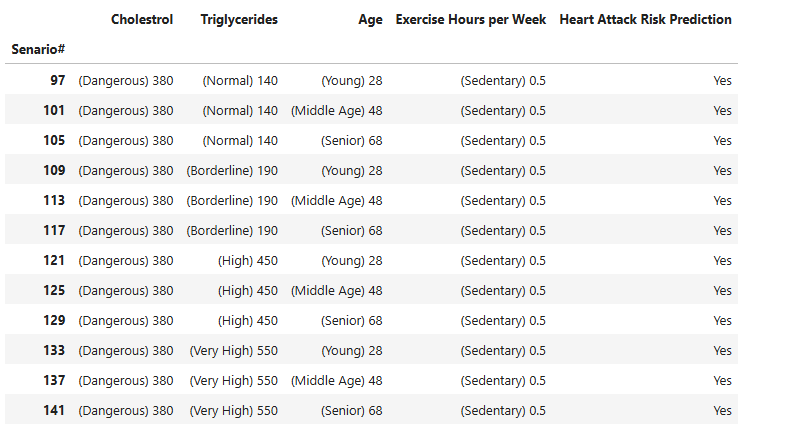 Cholestrol Triglycerides Age Exercise Hours per Week Heart Attack Risk Prediction
Senario#
97 (Dangerous) 380 (Normal) 140 (Young) 28 (Sedentary) 0.5 Yes
101 (Dangerous) 380 (Normal) 140 (Middle Age) 48 (Sedentary) 0.5 Yes
105 (Dangerous) 380 (Normal) 140 (Senior) 68 (Sedentary) 0.5 Yes
109 (Dangerous) 380 (Borderline) 190 (Young) 28 (Sedentary) 0.5 Yes
113 (Dangerous) 380 (Borderline) 190 (Middle Age) 48 (Sedentary) 0.5 Yes
117 (Dangerous) 380 (Borderline) 190 (Senior) 68 (Sedentary) 0.5 Yes
121 (Dangerous) 380 (High) 450 (Young) 28 (Sedentary) 0.5 Yes
125 (Dangerous) 380 (High) 450 (Middle Age) 48 (Sedentary) 0.5 Yes
129 (Dangerous) 380 (High) 450 (Senior) 68 (Sedentary) 0.5 Yes
133 (Dangerous) 380 (Very High) 550 (Young) 28 (Sedentary) 0.5 Yes
137 (Dangerous) 380 (Very High) 550 (Middle Age) 48 (Sedentary) 0.5 Yes
141 (Dangerous) 380 (Very High) 550 (Senior) 68 (Sedentary) 0.5 Yes